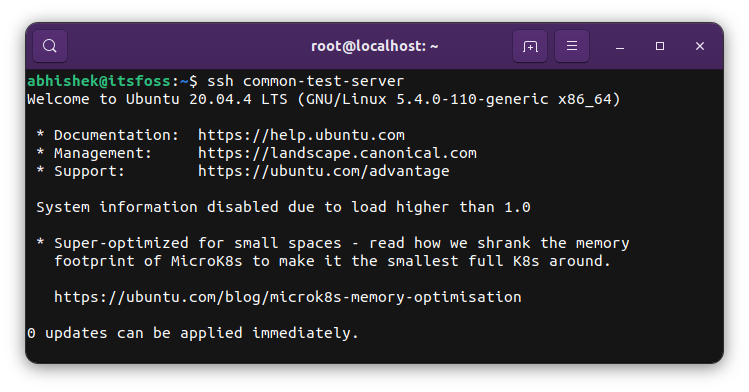 root@localhost: ~
abhishek@itsfoss:~$ ssh common-test-server
Welcome to Ubuntu 20.04.4 LTS (GNU/Linux 5.4.0-110-generic x86_64)
* Documentation:  https://help.ubuntu.com
* Management:     https://landscape.canonical.com
* Support:        https://ubuntu.com/advantage
System information disabled due to load higher than 1.0
* Super-optimized for small spaces - read how we shrank the memory
footprint of MicroK8s to make it the smallest full K8s around.
https://ubuntu.com/blog/microk8s-memory-optimisation
0 updates can be applied immediately.